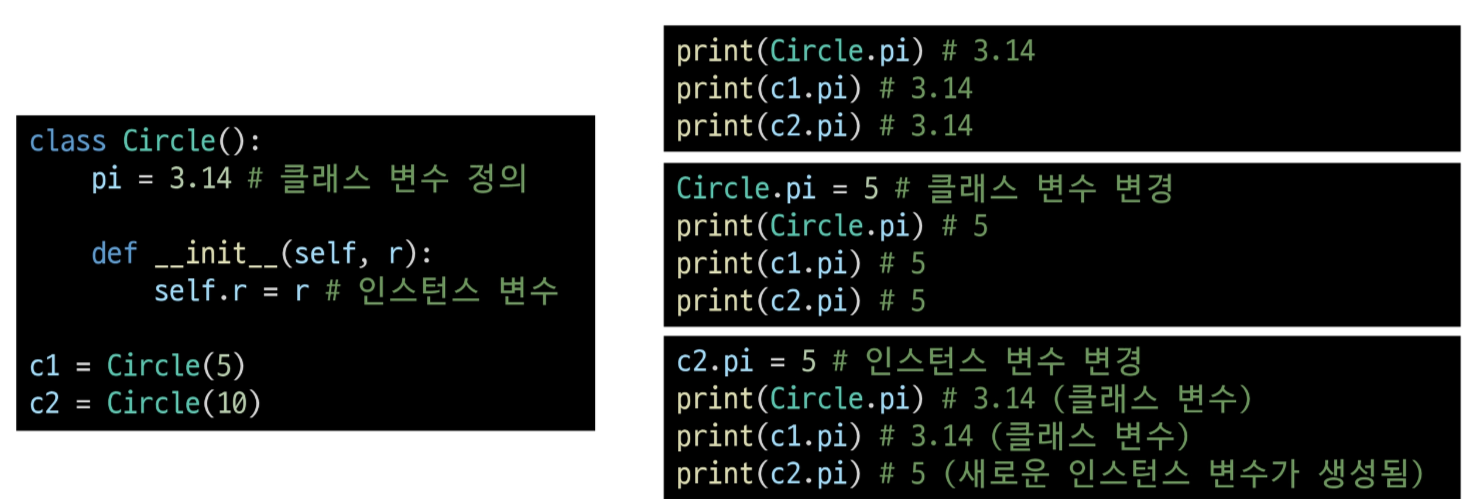 class Circle():
    pi = 3.14 # 클래스 변수 정의

    def __init__(self, r):
        self.r = r # 인스턴스 변수

c1 = Circle(5)
c2 = Circle(10)
print(Circle.pi) # 3.14
print(c1.pi) # 3.14
print(c2.pi) # 3.14
Circle.pi = 5 # 클래스 변수 변경
print(Circle.pi) # 5
print(c1.pi) # 5
print(c2.pi) # 5
c2.pi = 5 # 인스턴스 변수 변경
print(Circle.pi) # 3.14 (클래스 변수)
print(c1.pi) # 3.14 (클래스 변수)
print(c2.pi) # 5 (새로운 인스턴스 변수가 생성됨)